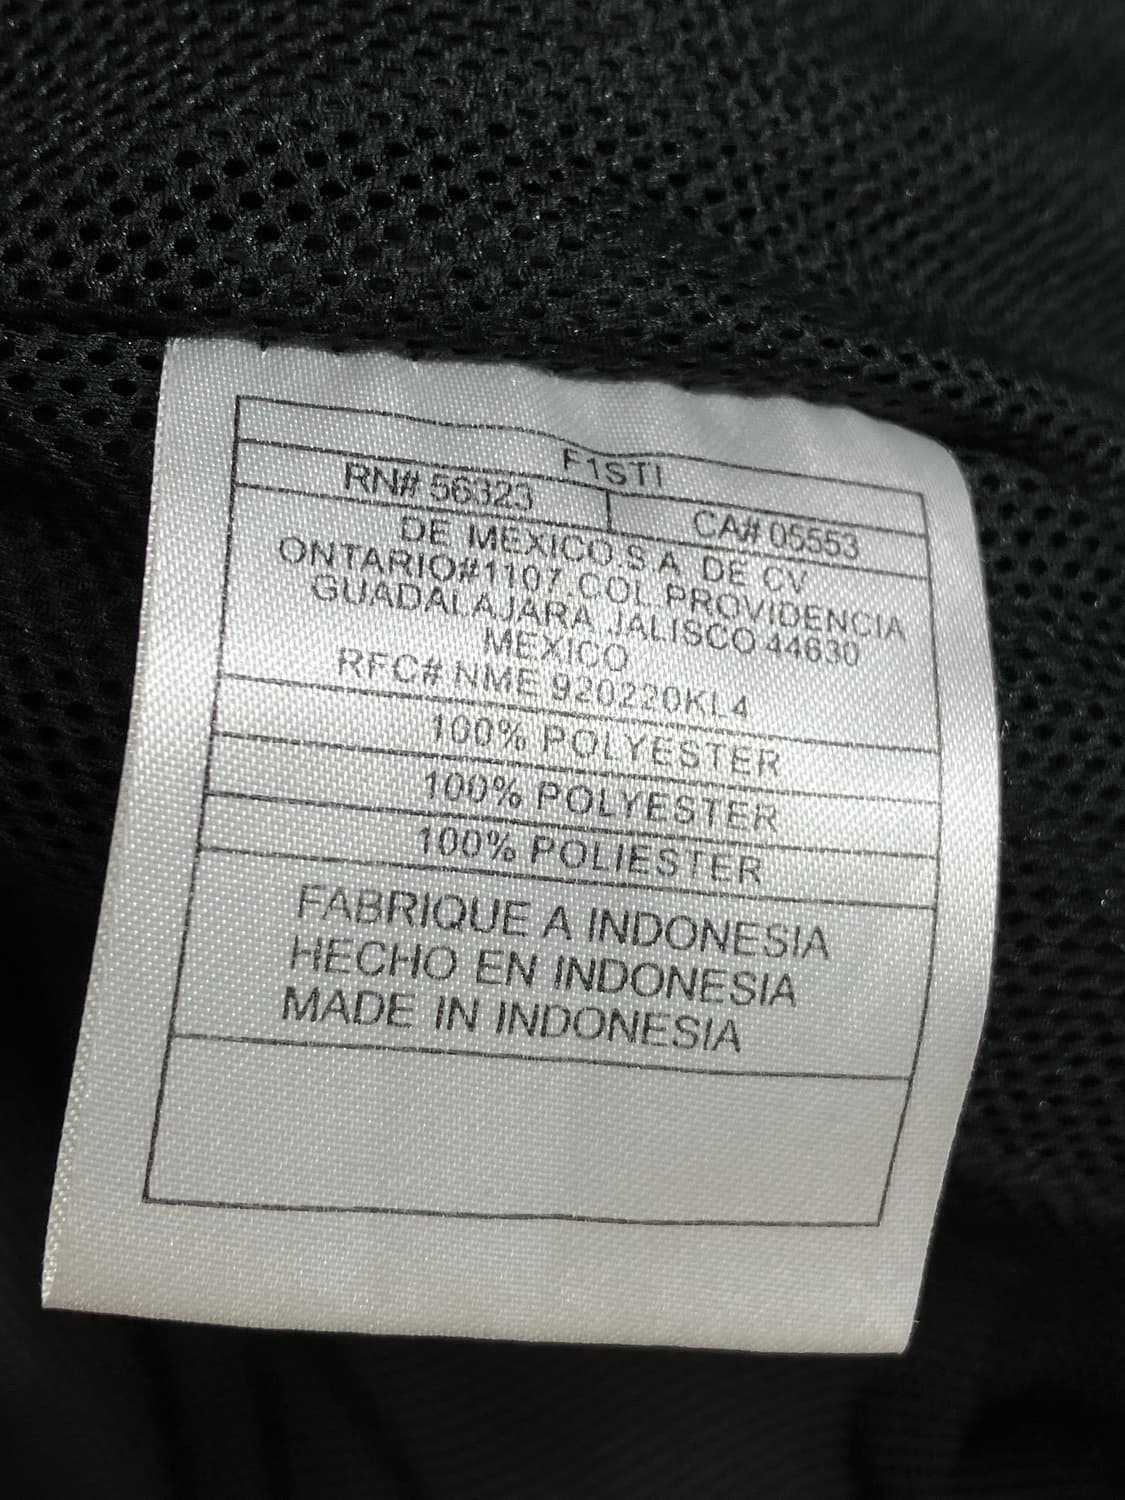 F1STI
RN# 56323 CA# 05553
DE MEXICO.S.A. DE CV
ONTARIO#1107.COL.PROVIDENCIA
GUADALAJARA JALISCO 44630
MEXICO
RFC# NME 920220KL4
100% POLYESTER
100% POLYESTER
100% POLIESTER
FABRIQUE A INDONESIA
HECHO EN INDONESIA
MADE IN INDONESIA